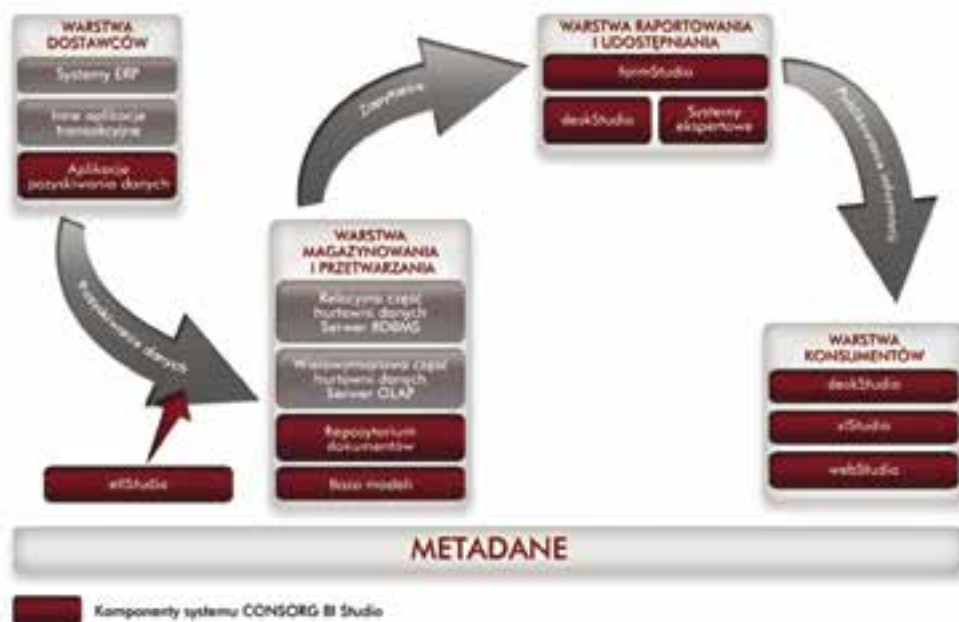 WARSTWA
DOSTAWCÓW
Systemy ERP
Inne aplikacje
transakcyjne
Aplikacje
pozyskiwania danych
Pozyskiwanie danych
etlStudio
WARSTWA
MAGAZYNOWANIA
I PRZETWARZANIA
Relacyjna część
hurtowni danych
Serwer RDBMS
Wielowymiarowa część
hurtowni danych
Serwer OLAP
Repozytorium
dokumentów
Baza modeli
Zapytania
WARSTWA RAPORTOWANIA
I UDOSTĘPNIANIA
formStudio
deskStudio
Systemy
ekspertowe
informacji
WARSTWA
KONSUMENTÓW
deskStudio
xlStudio
webStudio
METADANE
Komponenty systemu CONSORG BI Studio